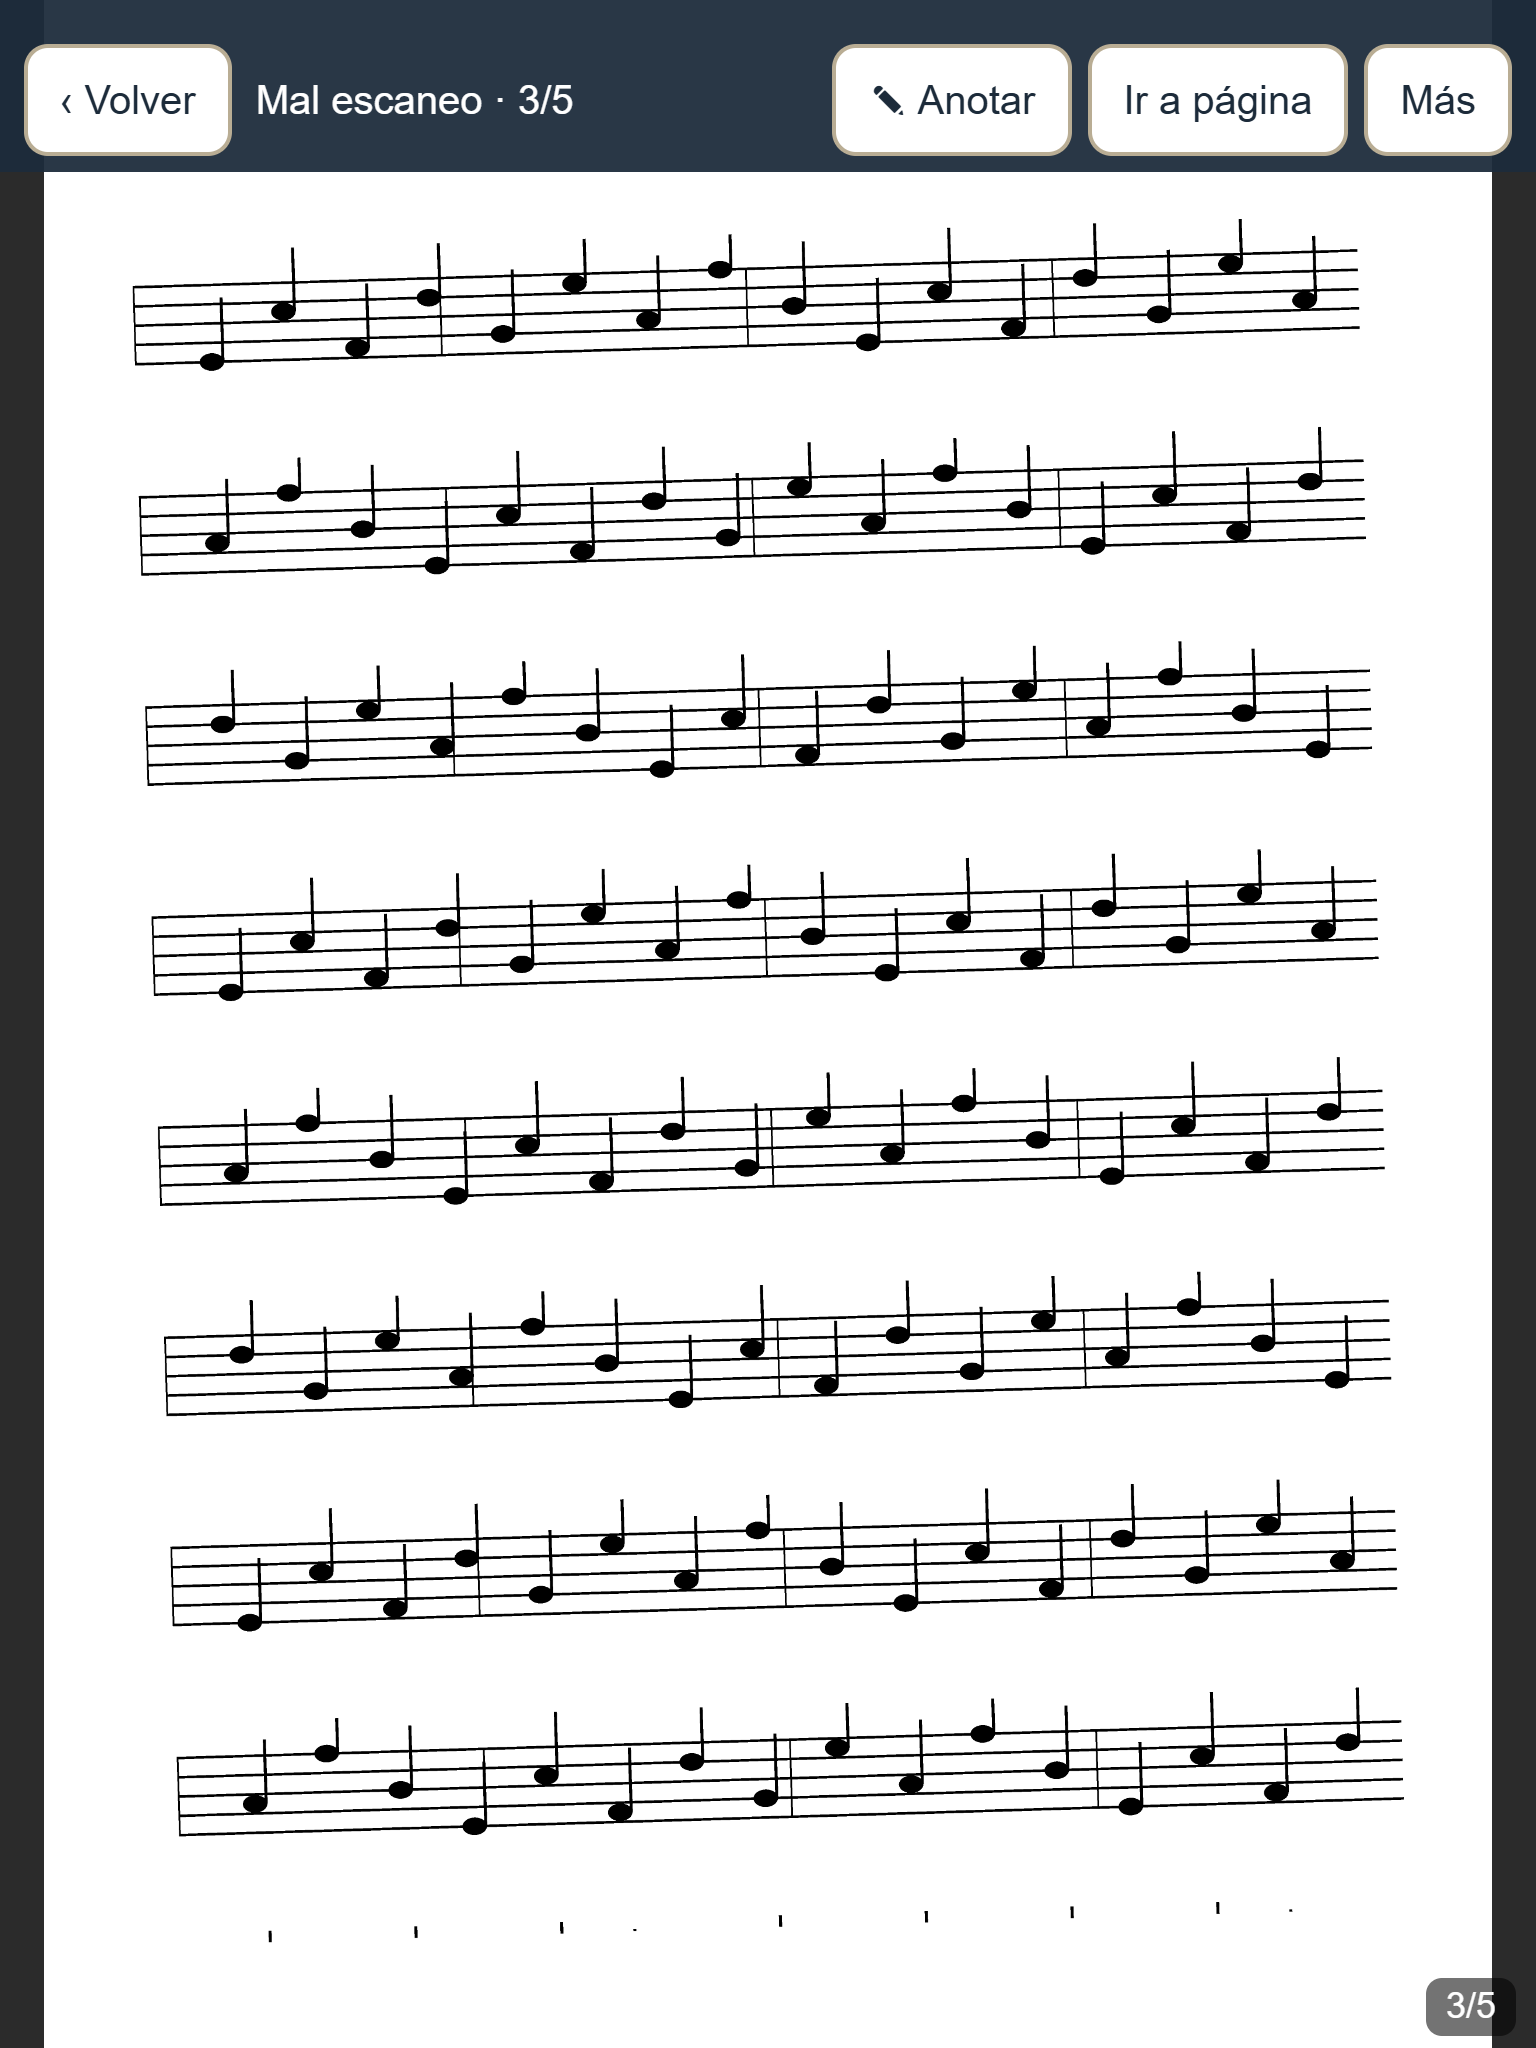 ‹ Volver
Mal escaneo · 3/5
Anotar
Ir a página
Más
3/5